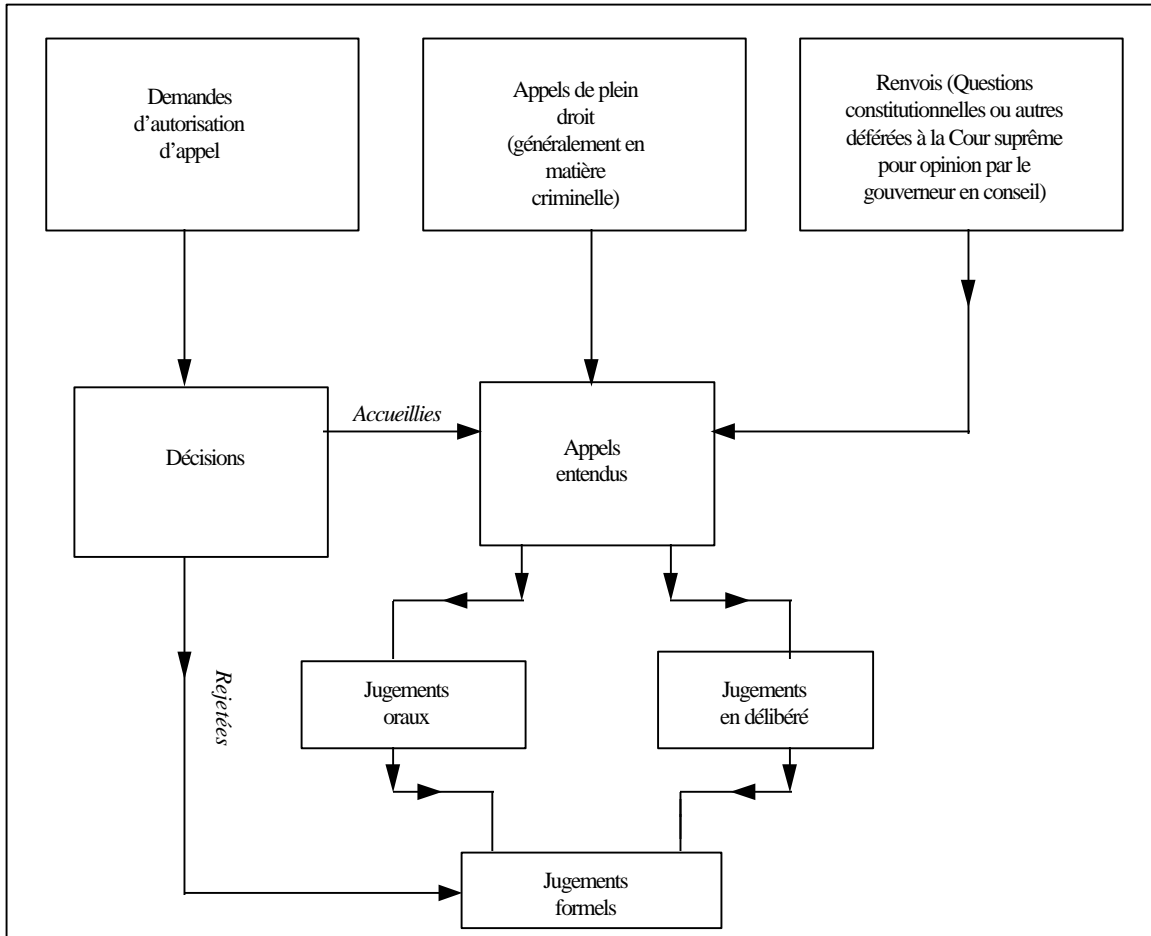 Demandes
d'autorisation
d'appel
Appels de plein
droit
(généralement en
matière
criminelle)
Renvois (Questions
constitutionnelles ou autres
déférées à la Cour suprême
pour opinion par le
gouverneur en conseil)
Décisions
Accueillies
Appels
entendus
Rejetées
Jugements
oraux
Jugements
en délibéré
Jugements
formels